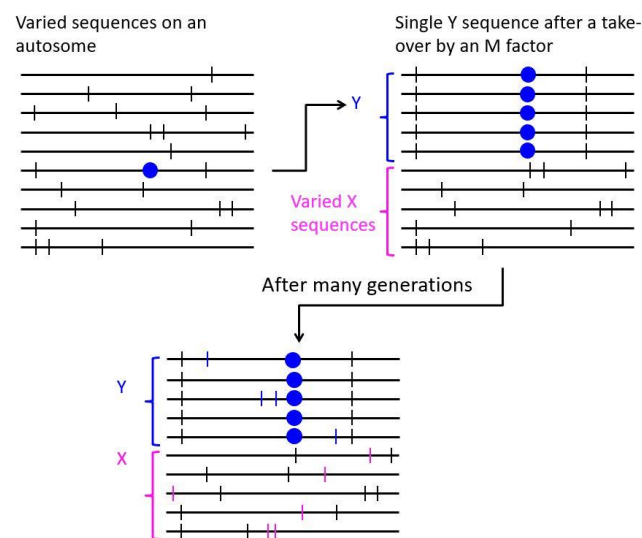 Varied sequences on an
autosome
Single Y sequence after a take-
over by an M factor
Y
Varied X
sequences
After many generations
Y
X